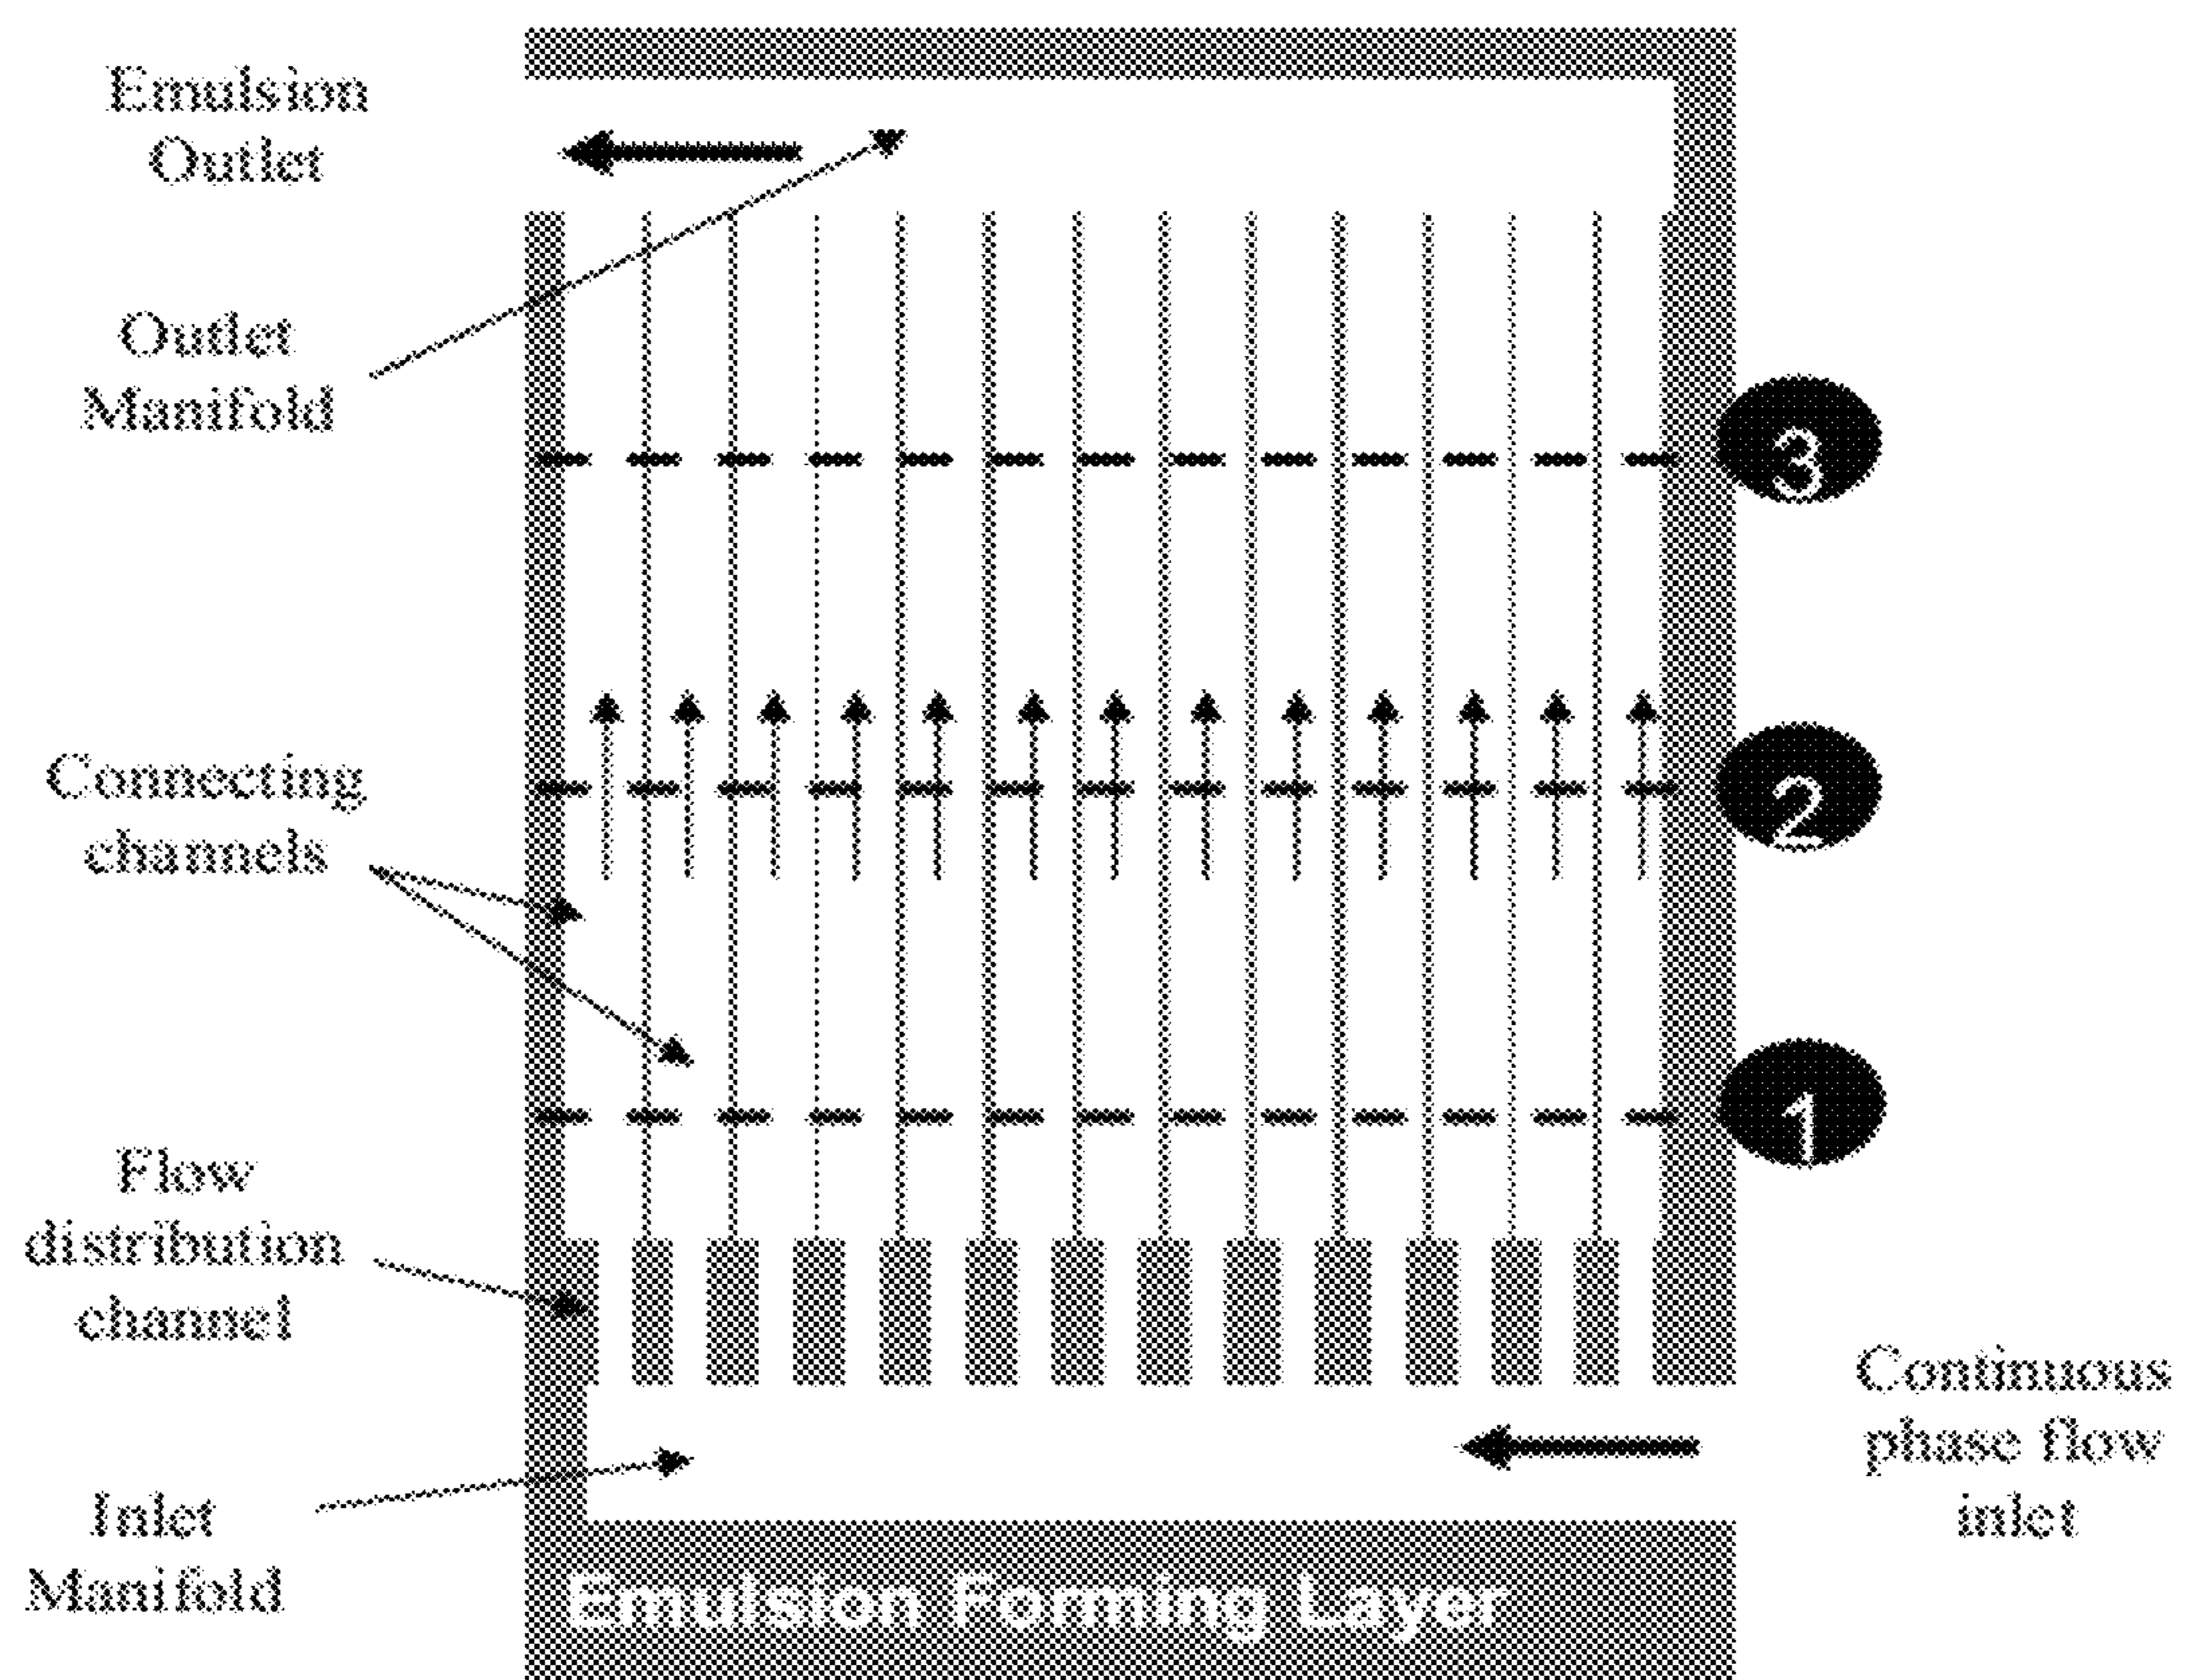 Emulsion
Outlet
Outlet
Manifold
3
Connecting
channels
2
1
Flow
distribution
channel
Continuous
phase flow
inlet
Inlet
Manifold
Emulsion Forming Layer